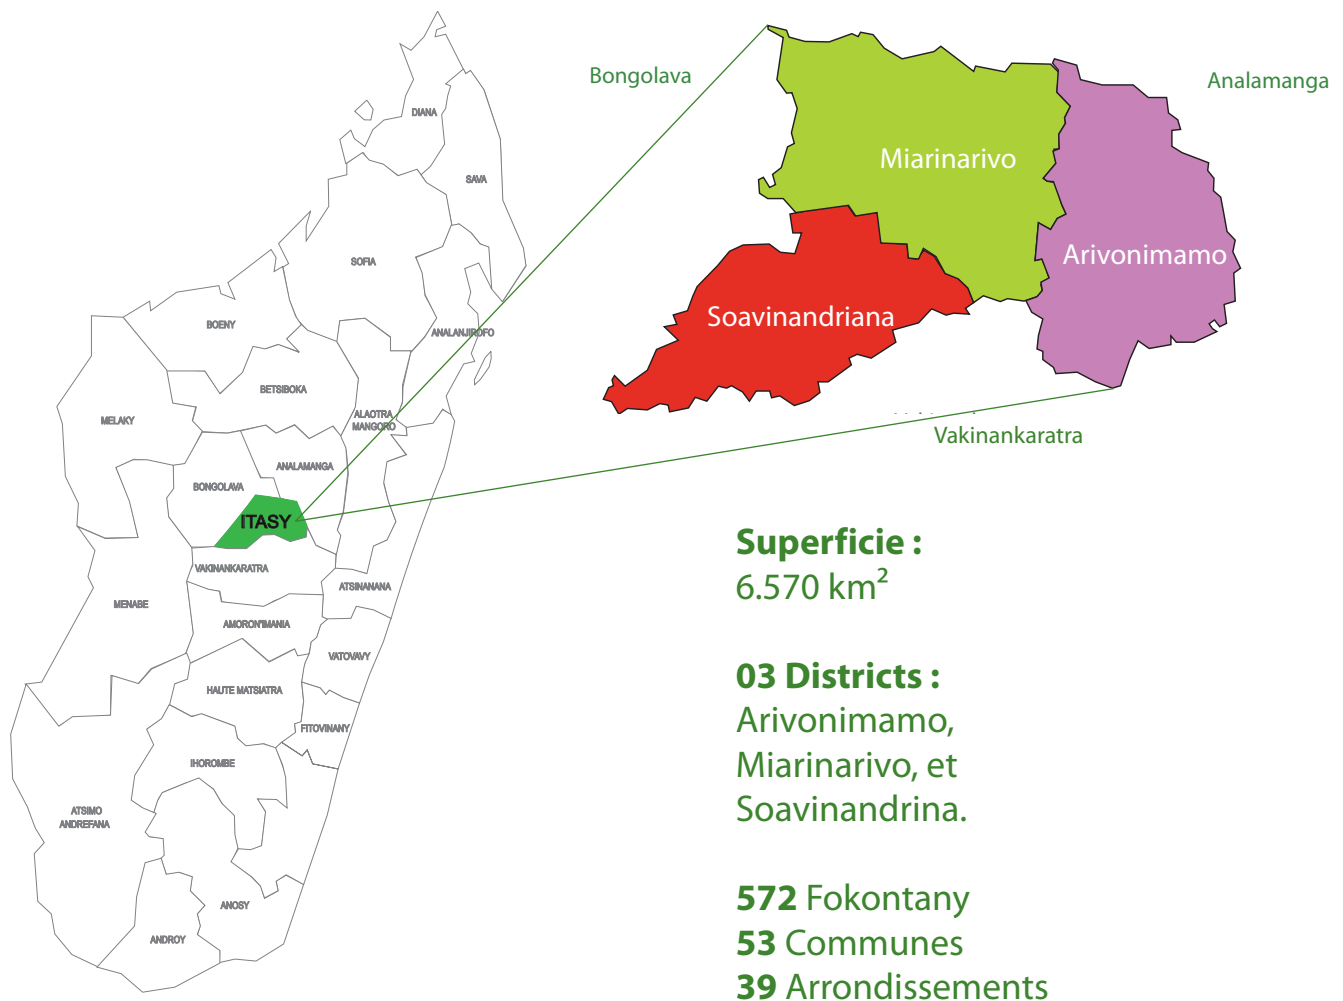 DIANA
SAVA
SOFIA
BOENY
ANALANJIROFO
BETSIBOKA
MELAKY
ALAOTRA
MANGORO
ANALAMANGA
BONGOLAVA
ITASY
VAKINANKARATRA
ATSINANANA
MENABE
AMORON'IMANIA
VATOVAVY
HAUTE MATSIATRA
FITOVINANY
IHOROMBE
ATSIMO
ANDREFANA
ANOSY
ANDROY
Bongolava
Analamanga
Miarinarivo
Arivonimamo
Soavinandriana
Vakinankaratra
Superficie :
6.570 km²
03 Districts :
Arivonimamo,
Miarinarivo, et
Soavinandrina.
572 Fokontany
53 Communes
39 Arrondissements